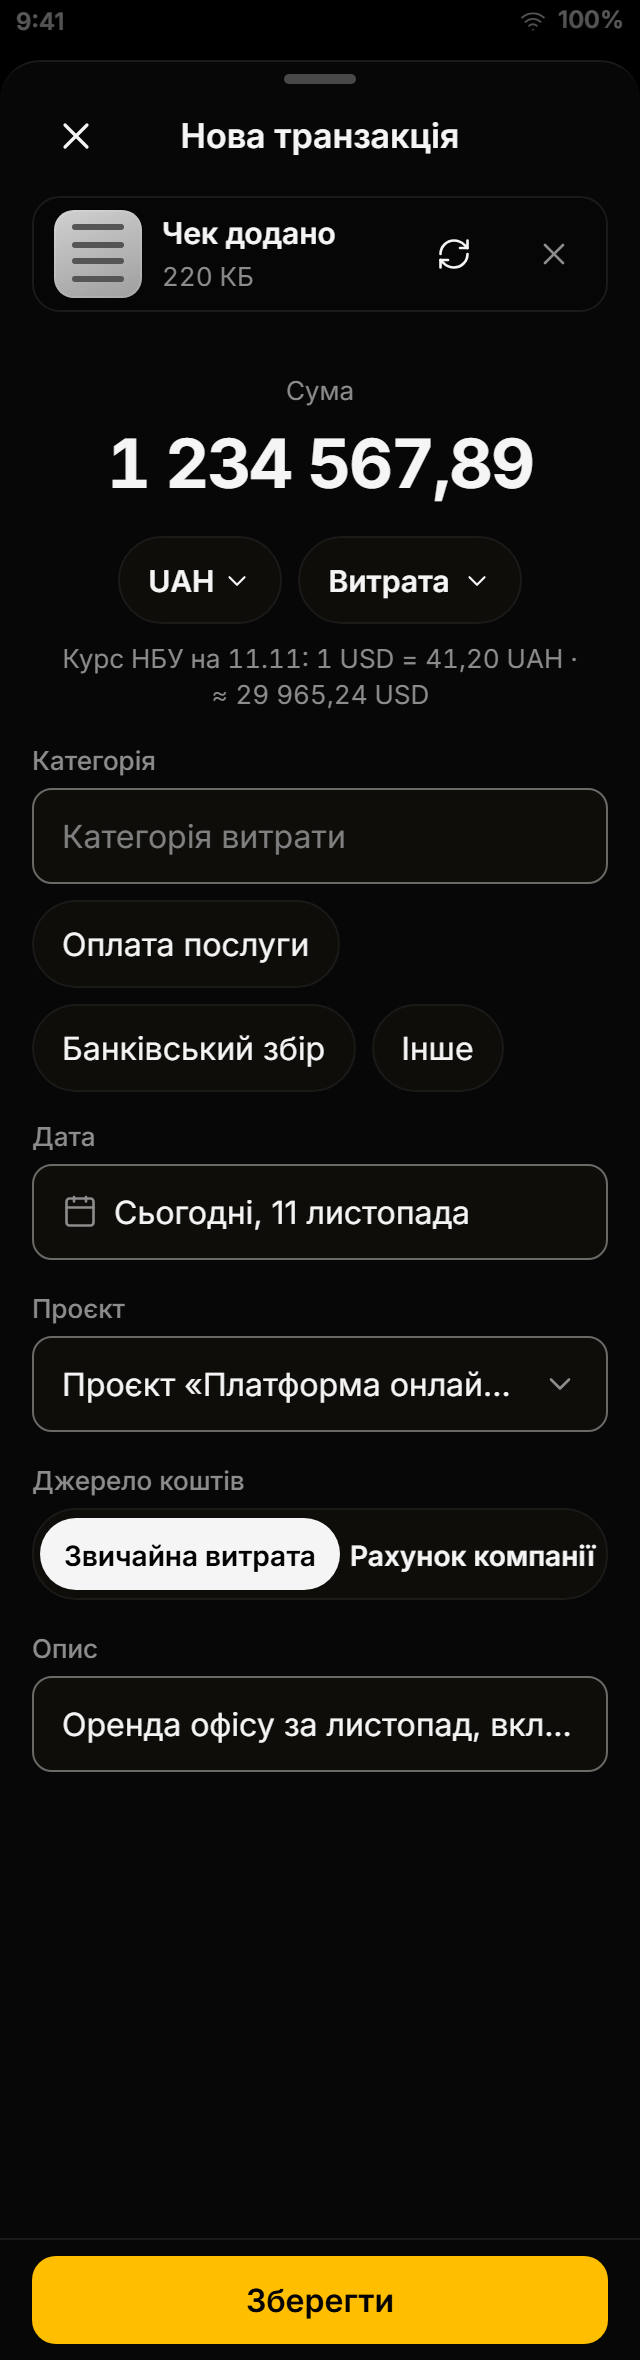 9:41
100%
Нова транзакція
Чек додано
220 КБ
Сума
1 234 567,89
UAH
Витрата
Курс НБУ на 11.11: 1 USD = 41,20 UAH ·
≈ 29 965,24 USD
Категорія
Категорія витрати
Оплата послуги
Банківський збір
Інше
Дата
Сьогодні, 11 листопада
Проєкт
Проєкт «Платформа онлай...
Джерело коштів
Звичайна витрата
Рахунок компанії
Опис
Оренда офісу за листопад, вкл...
Зберегти